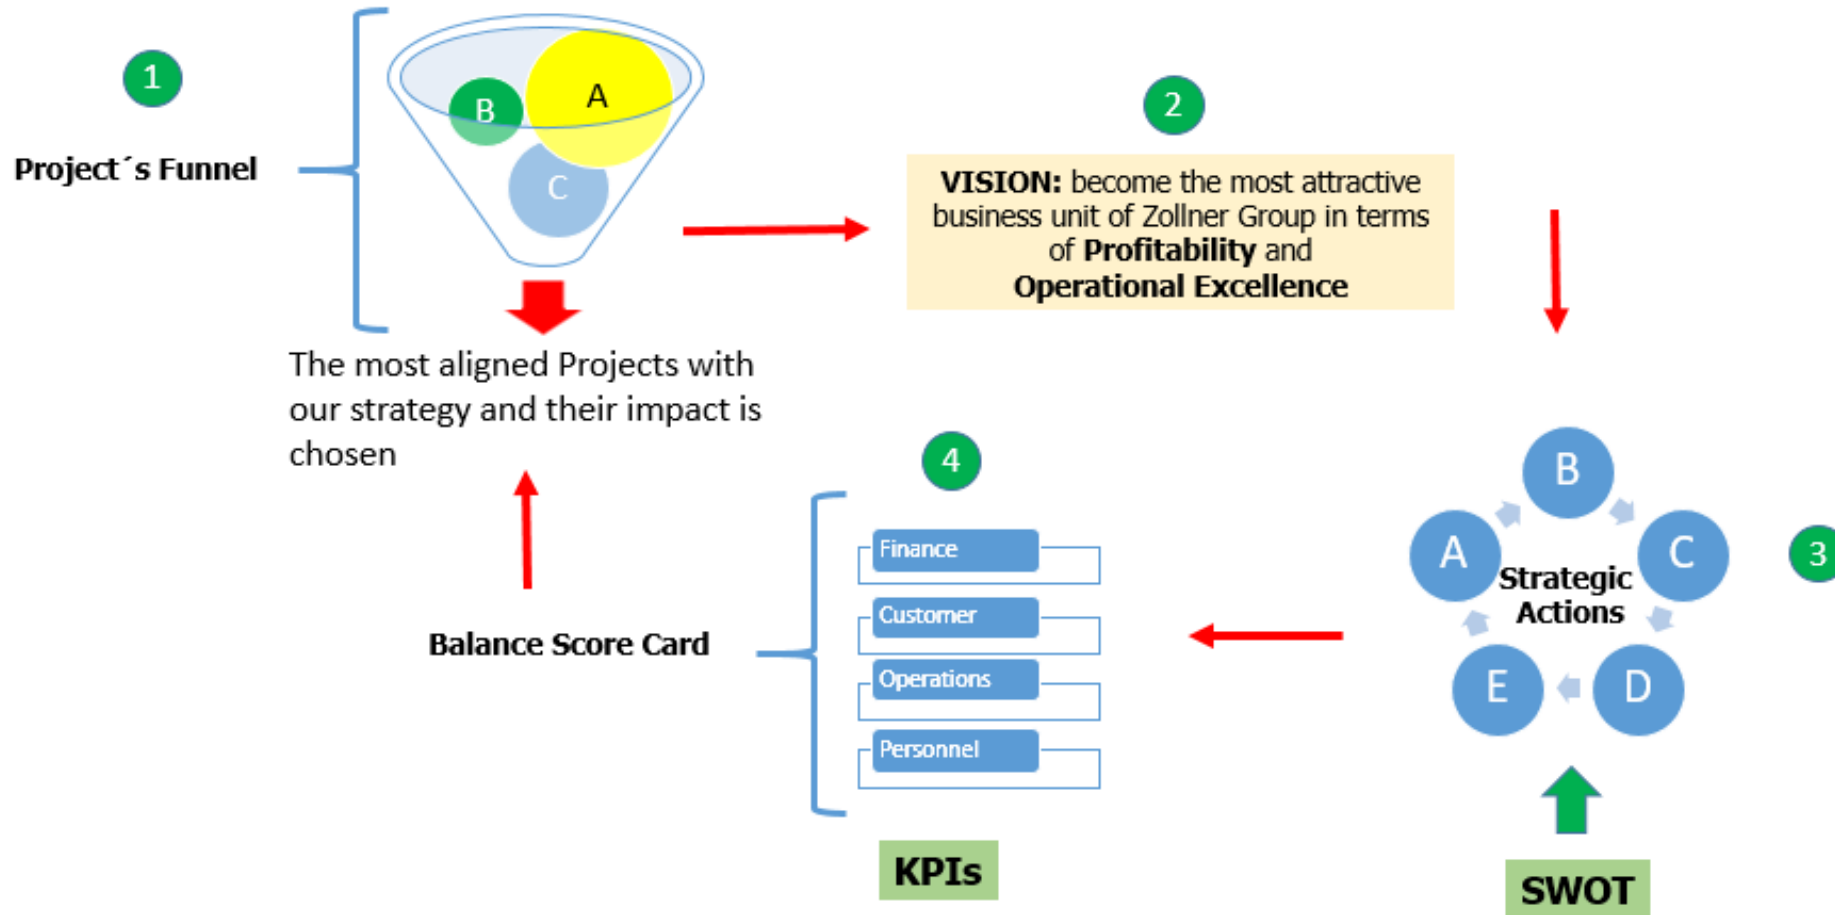 1
Project´s Funnel
B
A
C
The most aligned Projects with
our strategy and their impact is
chosen
2
VISION: become the most attractive
business unit of Zollner Group in terms
of Profitability and
Operational Excellence
3
B
A
C
Strategic
Actions
E
D
SWOT
4
Finance
Customer
Operations
Personnel
Balance Score Card
KPIs